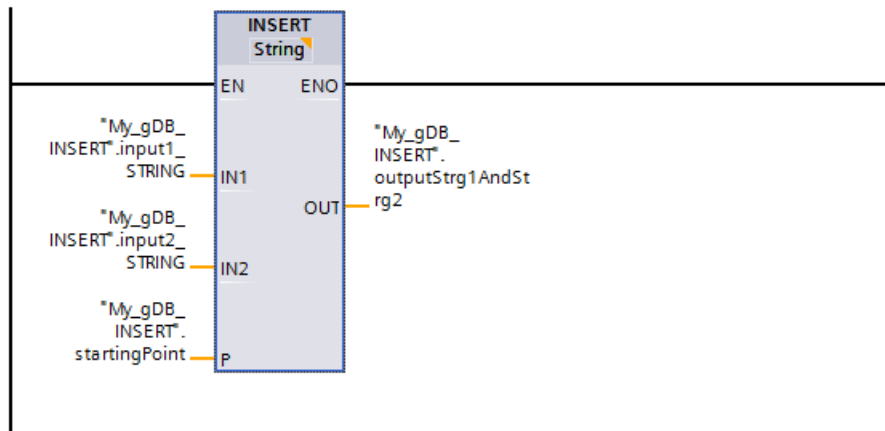 INSERT
String
EN ENO
"My_gDB_
INSERT".input1_
STRING
IN1
"My_gDB_
INSERT".
outputStrg1AndSt
rg2
OUT
"My_gDB_
INSERT".input2_
STRING
IN2
"My_gDB_
INSERT".
startingPoint
P